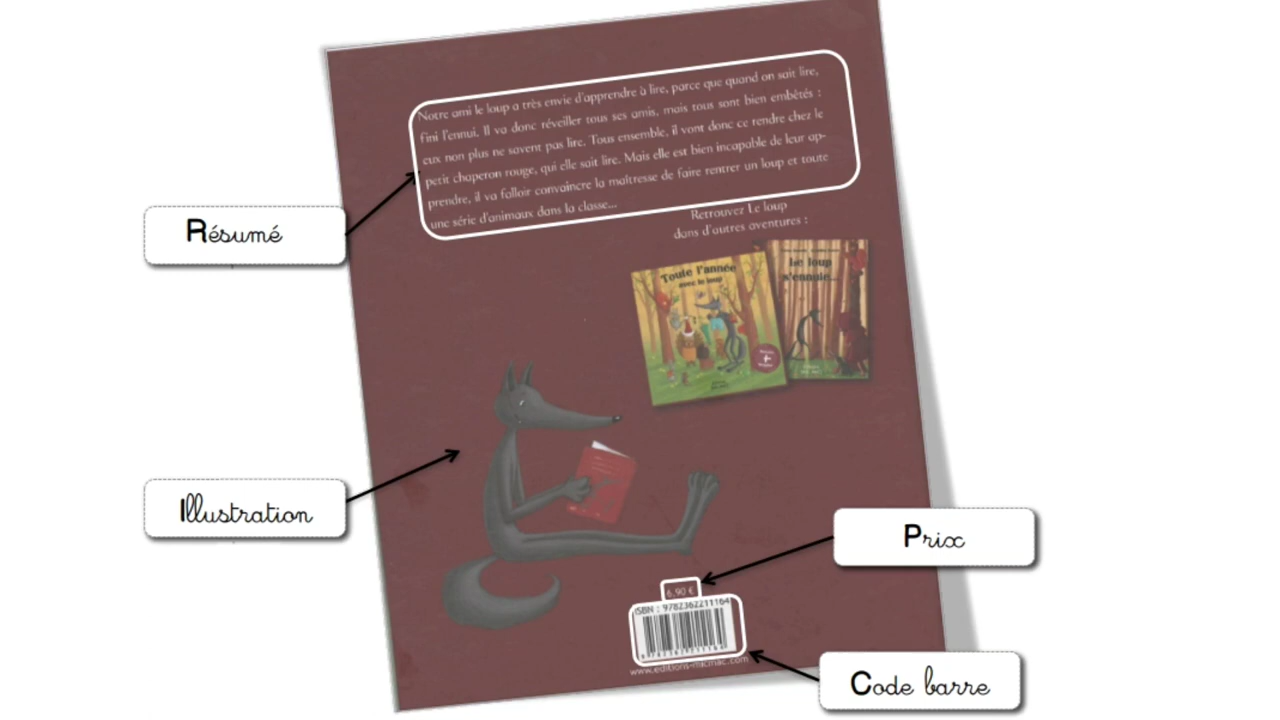 Notre ami le loup a très envie d'apprendre à lire, parce que quand on sait lire,
fini l'ennui. Il va donc réveiller tous ses amis, mais tous sont bien embêtés :
eux non plus ne savent pas lire. Tous ensemble, il vont donc ce rendre chez le
petit chaperon rouge, qui elle sait lire. Mais elle est bien incapable de leur ap-
prendre, il va falloir convaincre la maîtresse de faire rentrer un loup et toute
une série d'animaux dans la classe...
Résumé
Retrouvez Le loup
dans d'autres aventures :
Toute l'année
avec le loup
Le loup
s'ennuie...
Illustration
Prix
6,90 €
ISBN : 9782362211164
www.editions-micmac.com
Code barre